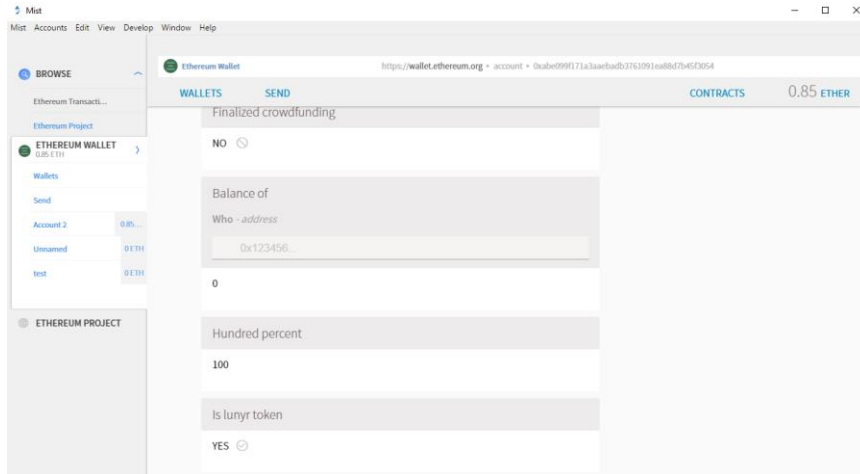 Mist
Mist Accounts Edit View Develop Window Help
Ethereum Wallet https://wallet.ethereum.org • account • 0xabe099f171a3aaebadb3761091ea88d7b45f3054
WALLETS SEND CONTRACTS 0.85 ETHER
BROWSE
Ethereum Transacti...
Ethereum Project
ETHEREUM WALLET
0.85 ETH
Wallets
Send
Account 2 0.85...
Unnamed 0 ETH
test 0 ETH
ETHEREUM PROJECT
Finalized crowdfunding
NO
Balance of
Who - address
0x123456..
0
Hundred percent
100
Is lunyr token
YES